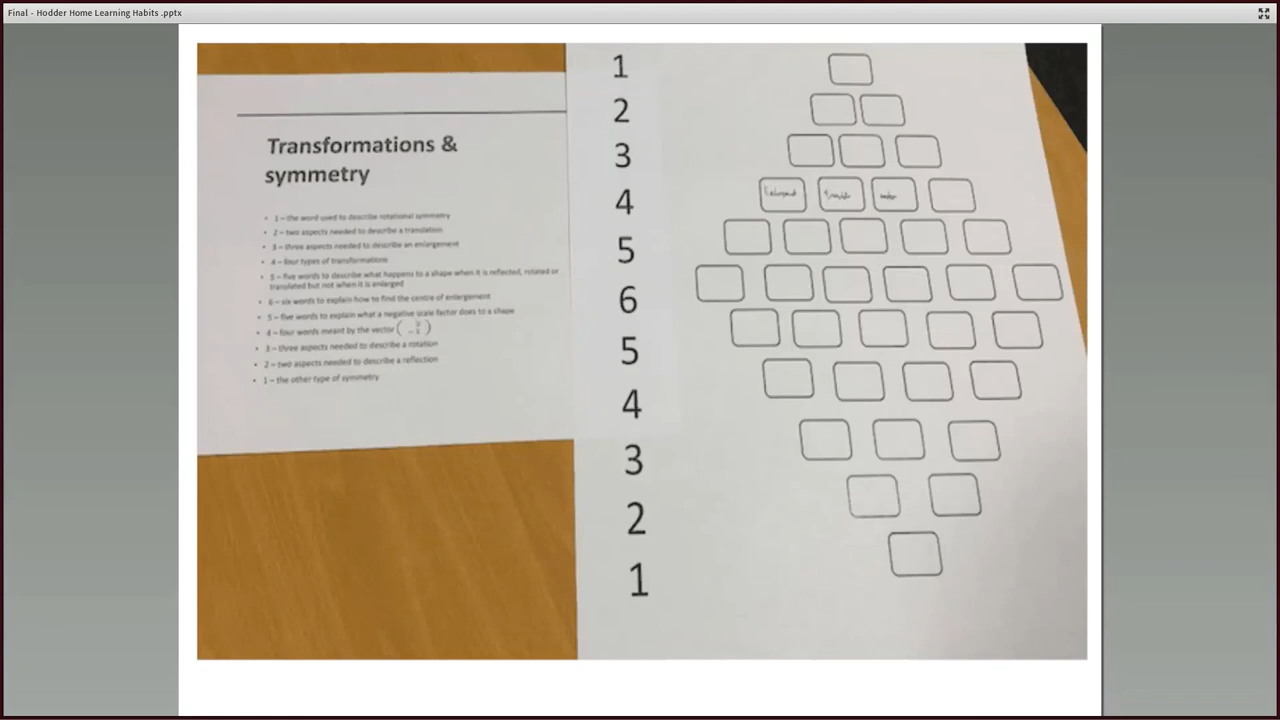 Final - Hodder Home Learning Habits .pptx
Transformations &
symmetry
• 1 – the word used to describe rotational symmetry
• 2 – two aspects needed to describe a translation
• 3 – three aspects needed to describe an enlargement
• 4 – four types of transformations
• 5 – five words to describe what happens to a shape when it is reflected, rotated or
translated but not when it is enlarged
• 6 – six words to explain how to find the centre of enlargement
• 5 – five words to explain what a negative scale factor does to a shape
• 4 – four words meant by the vector
• 3 – three aspects needed to describe a rotation
• 2 – two aspects needed to describe a reflection
• 1 – the other type of symmetry
1
2
3
4
5
6
5
4
3
2
1